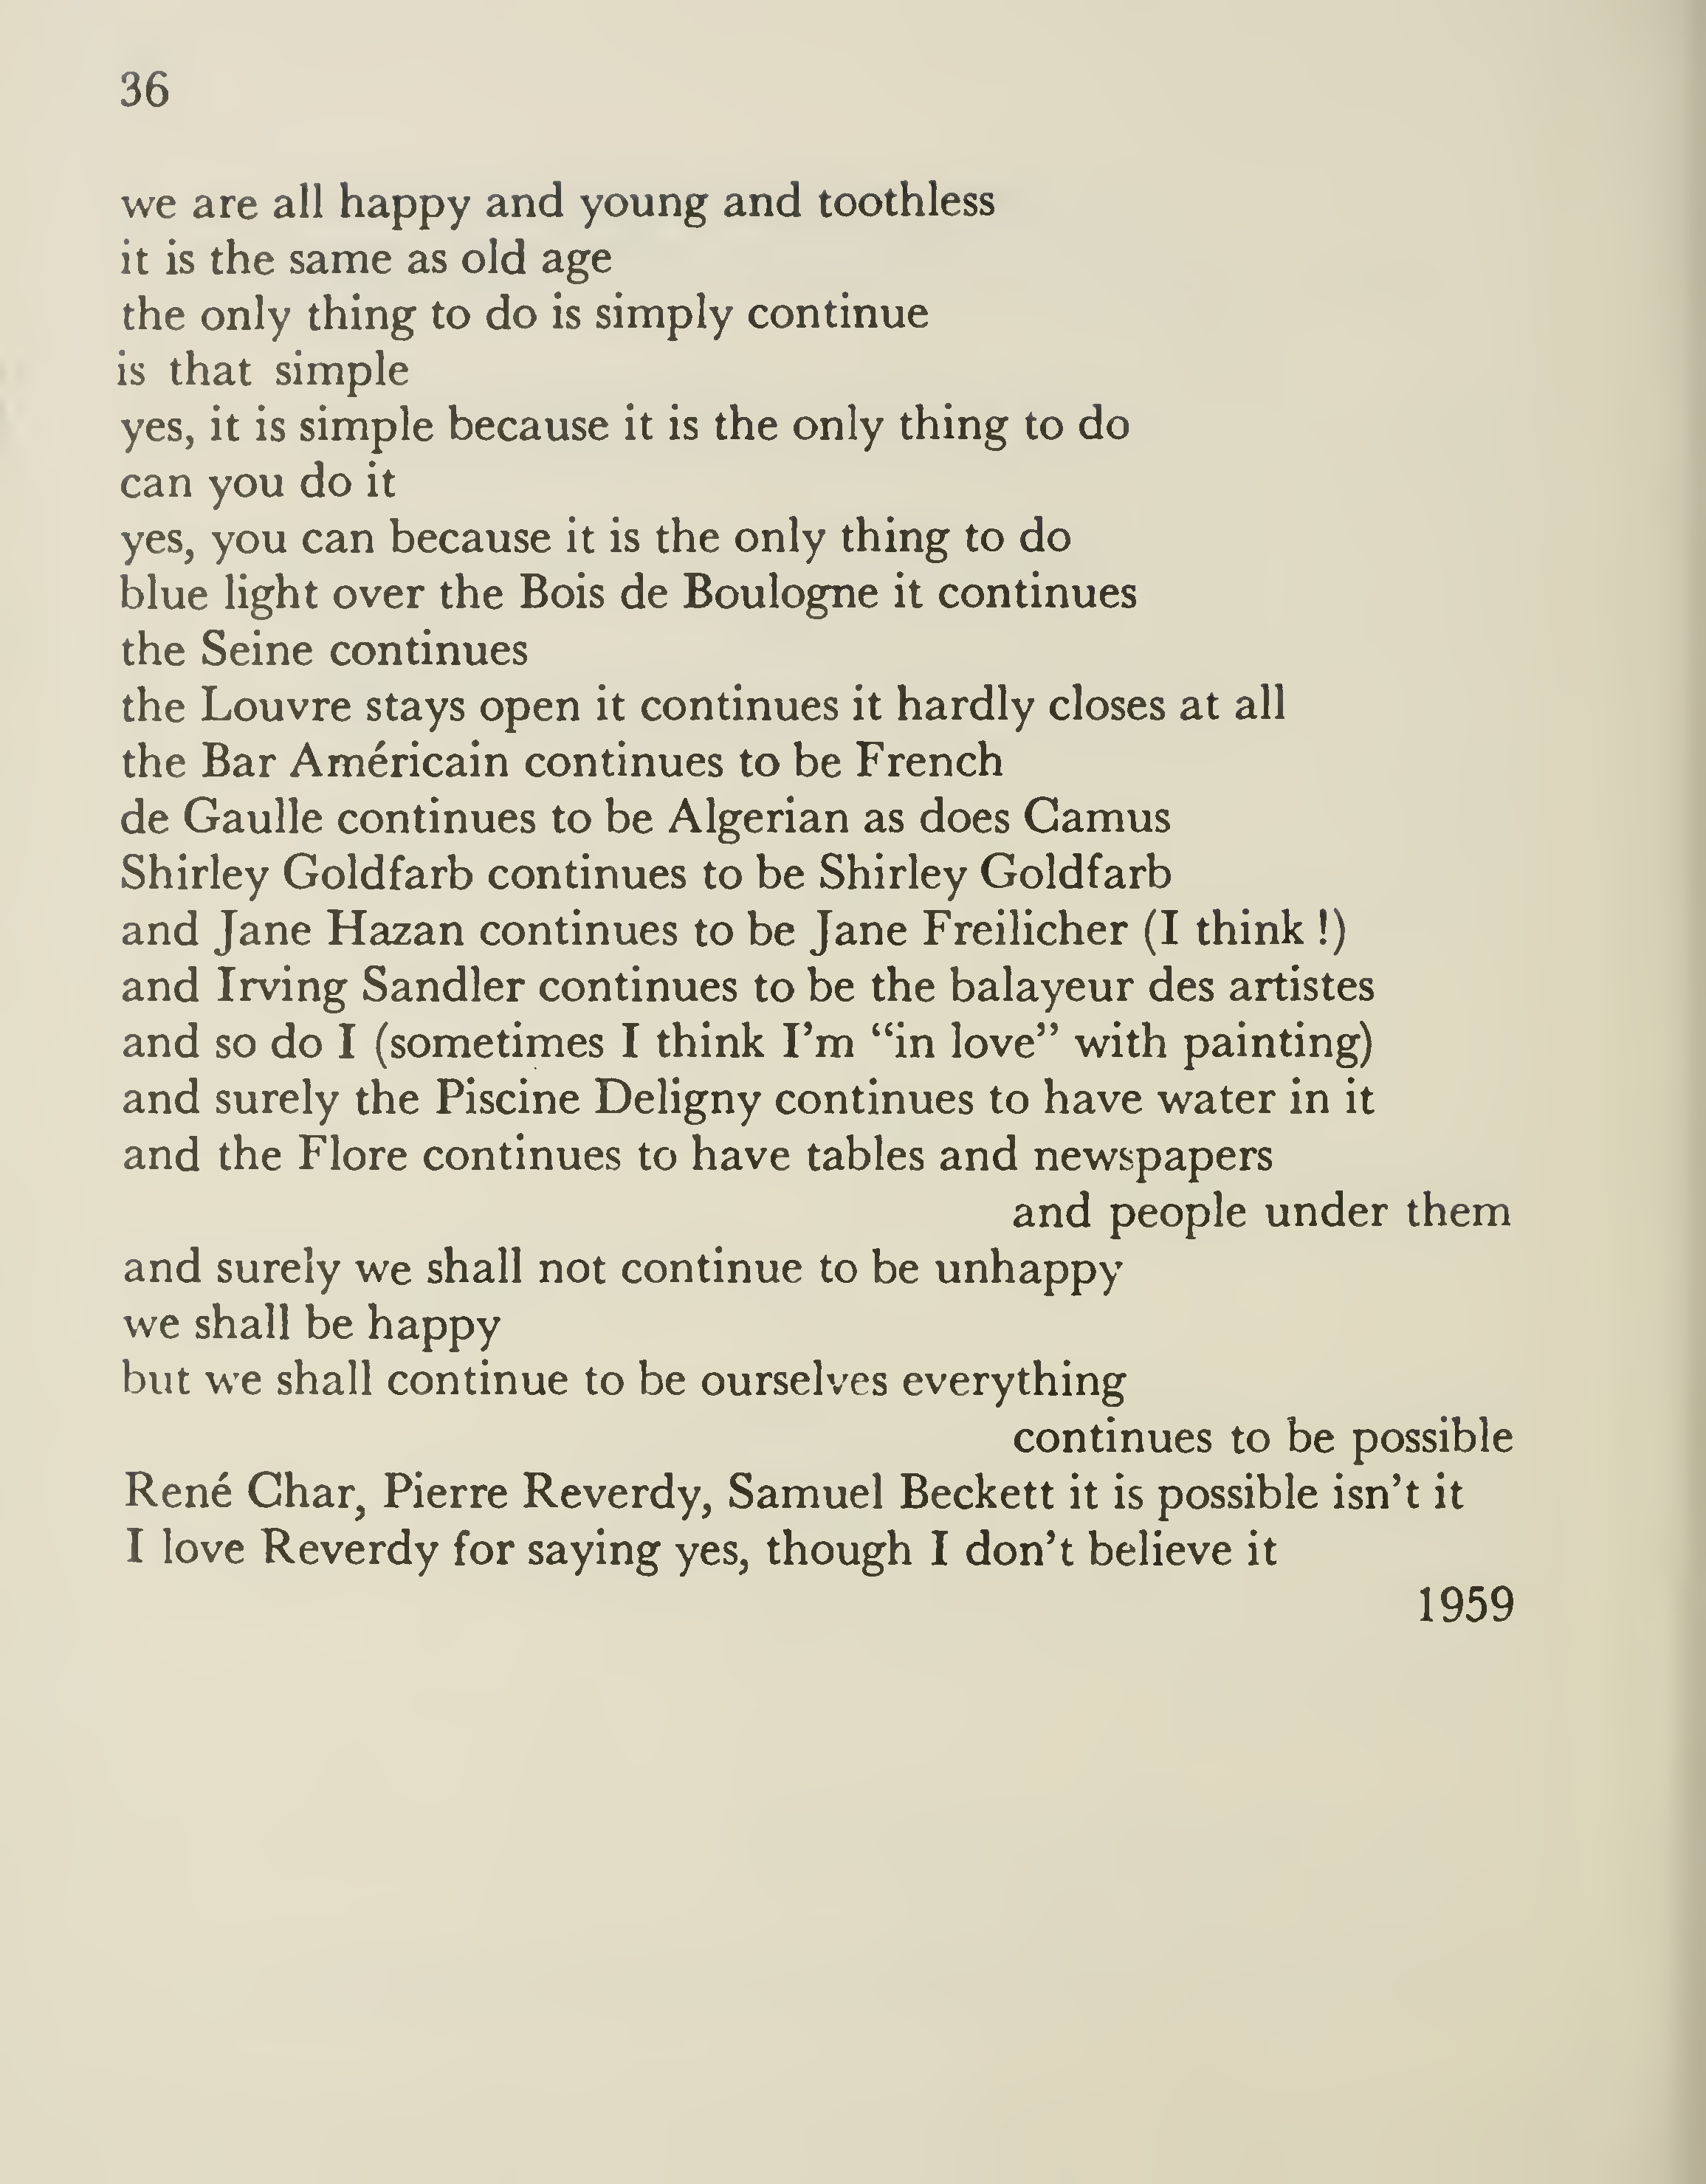 36
we are all happy and young and toothless
it is the same as old age
the only thing to do is simply continue
is that simple
yes, it is simple because it is the only thing to do
can you do it
yes, you can because it is the only thing to do
blue light over the Bois de Boulogne it continues
the Seine continues
the Louvre stays open it continues it hardly closes at all
the Bar Américain continues to be French
de Gaulle continues to be Algerian as does Camus
Shirley Goldfarb continues to be Shirley Goldfarb
and Jane Hazan continues to be Jane Freilicher (I think !)
and Irving Sandler continues to be the balayeur des artistes
and so do I (sometimes I think I’m “in love” with painting)
and surely the Piscine Deligny continues to have water in it
and the Flore continues to have tables and newspapers
and people under them
and surely we shall not continue to be unhappy
we shall be happy
but we shall continue to be ourselves everything
continues to be possible
René Char, Pierre Reverdy, Samuel Beckett it is possible isn’t it
I love Reverdy for saying yes, though I don’t believe it
1959